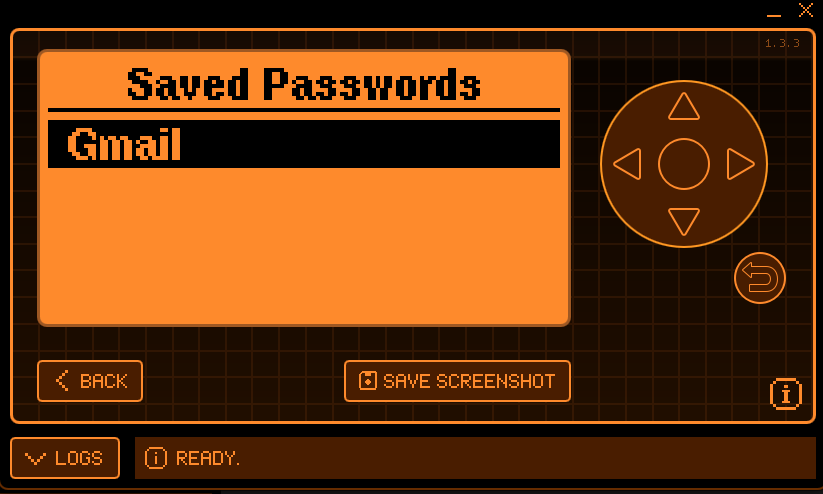 1.3.3
Saved Passwords
Gmail
BACK
SAVE SCREENSHOT
LOGS
READY.